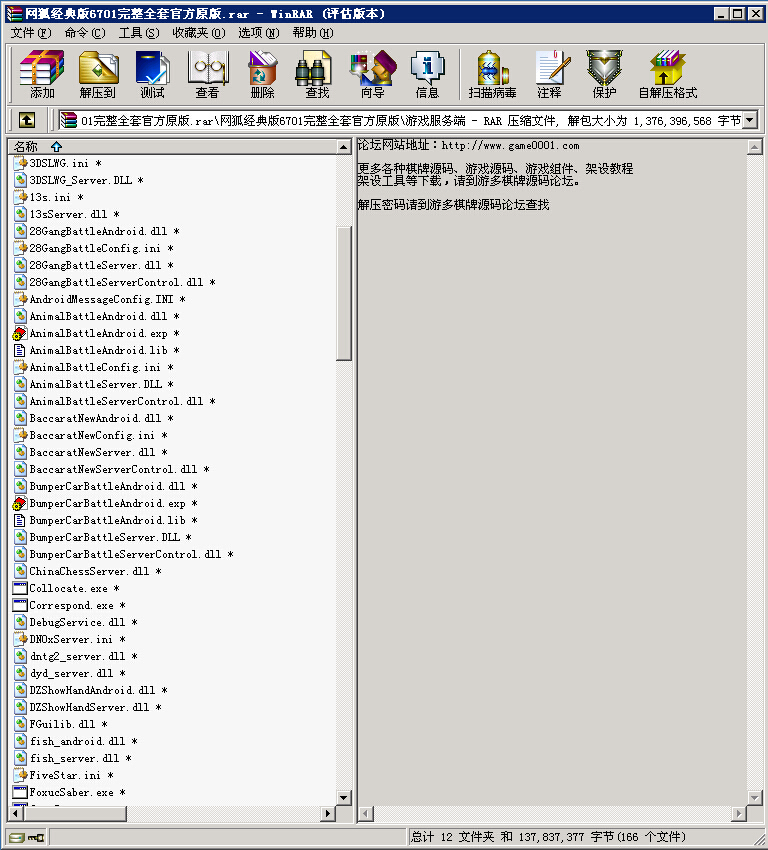 网狐经典版6701完整全套官方原版.rar - WinRAR (评估版本)
文件(F) 命令(C) 工具(S) 收藏夹(O) 选项(N) 帮助(H)
添加 解压到 测试 查看 删除 查找 向导 信息 扫描病毒 注释 保护 自解压格式
01完整全套官方原版.rar\网狐经典版6701完整全套官方原版\游戏服务端 - RAR 压缩文件, 解包大小为 1,376,396,568 字节
名称
3DSLWG.ini *
3DSLWG_Server.DLL *
13s.ini *
13sServer.dll *
28GangBattleAndroid.dll *
28GangBattleConfig.ini *
28GangBattleServer.dll *
28GangBattleServerControl.dll *
AndroidMessageConfig.INI *
AnimalBattleAndroid.dll *
AnimalBattleAndroid.exp *
AnimalBattleAndroid.lib *
AnimalBattleConfig.ini *
AnimalBattleServer.DLL *
AnimalBattleServerControl.dll *
BaccaratNewAndroid.dll *
BaccaratNewConfig.ini *
BaccaratNewServer.dll *
BaccaratNewServerControl.dll *
BumperCarBattleAndroid.dll *
BumperCarBattleAndroid.exp *
BumperCarBattleAndroid.lib *
BumperCarBattleServer.DLL *
BumperCarBattleServerControl.dll *
ChinaChessServer.dll *
Collocate.exe *
Correspond.exe *
DebugService.dll *
DNOxServer.ini *
dntg2_server.dll *
dyd_server.dll *
DZShowHandAndroid.dll *
DZShowHandServer.dll *
FGuilib.dll *
fish_android.dll *
fish_server.dll *
FiveStar.ini *
FoxucSaber.exe *
论坛网站地址：http://www.game0001.com
更多各种棋牌源码、游戏源码、游戏组件、架设教程
架设工具等下载，请到游多棋牌源码论坛。
解压密码请到游多棋牌源码论坛查找
总计 12 文件夹 和 137,837,377 字节(166 个文件)